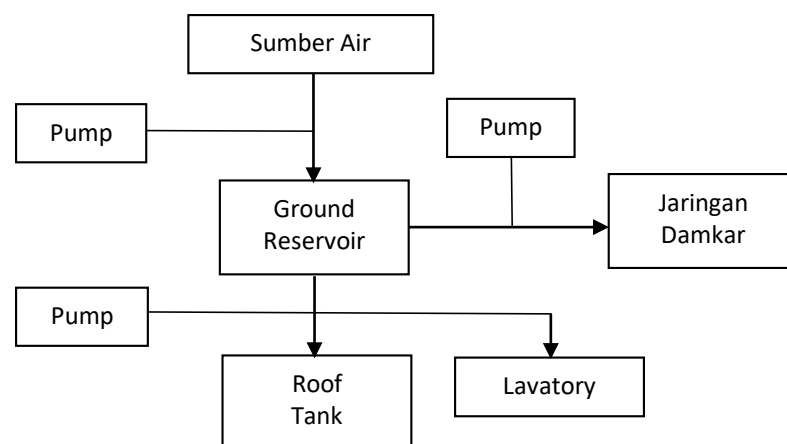 Sumber Air
Pump
Pump
Ground
Reservoir
Jaringan
Damkar
Pump
Roof
Tank
Lavatory